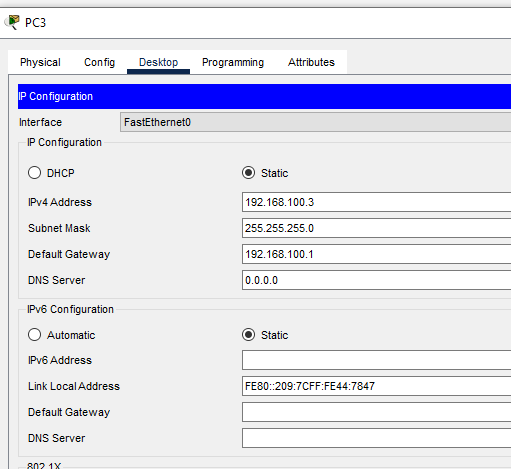 PC3
Physical Config Desktop Programming Attributes
IP Configuration
Interface FastEthernet0
IP Configuration
DHCP Static
IPv4 Address 192.168.100.3
Subnet Mask 255.255.255.0
Default Gateway 192.168.100.1
DNS Server 0.0.0.0
IPv6 Configuration
Automatic Static
IPv6 Address
Link Local Address FE80::209:7CFF:FE44:7847
Default Gateway
DNS Server
802.1X